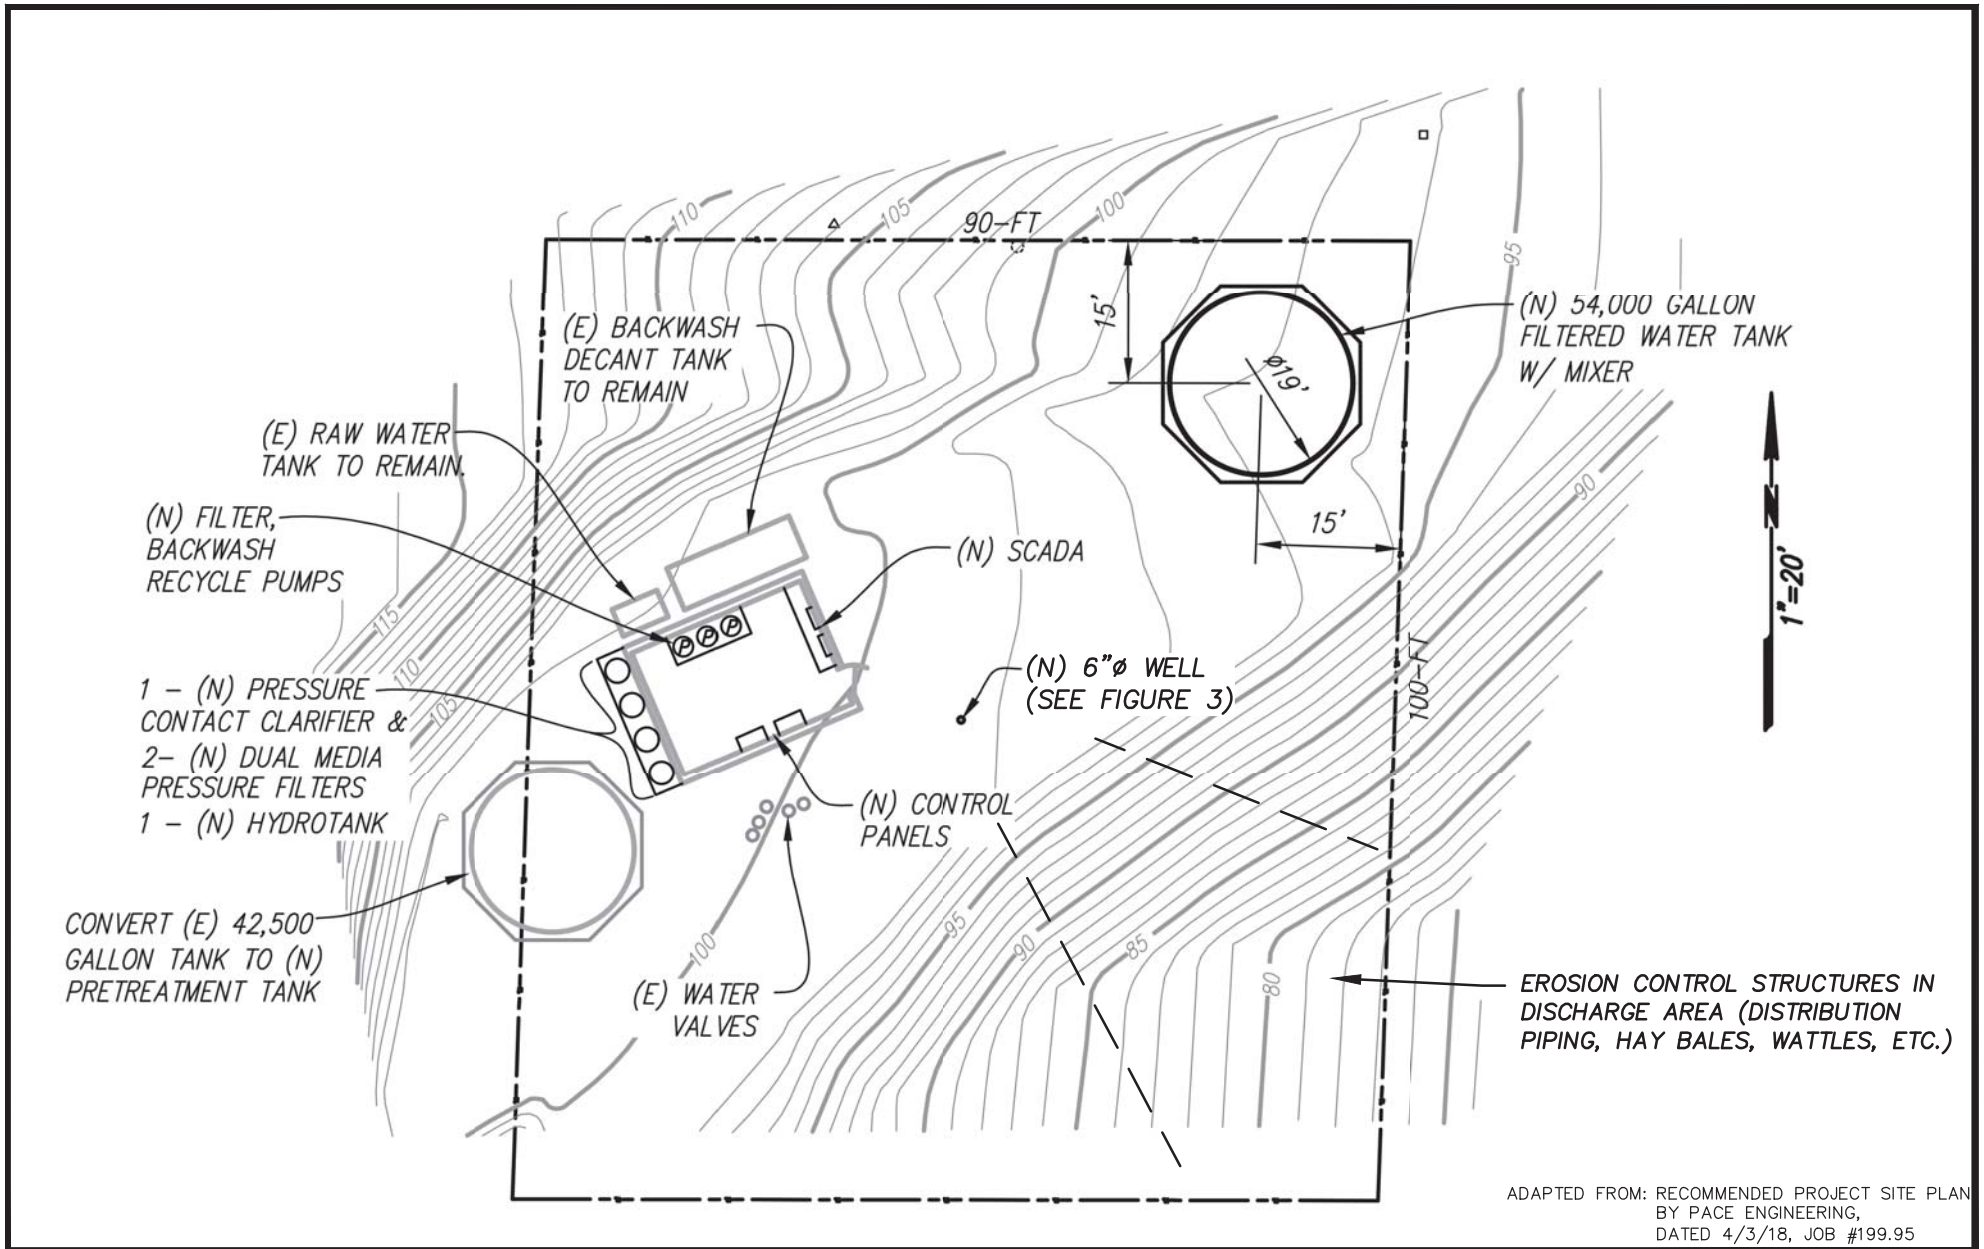 110
105
90-FT
100
95
15'
(N) 54,000 GALLON
FILTERED WATER TANK
W/ MIXER
(E) BACKWASH
DECANT TANK
TO REMAIN
Ø19'
(E) RAW WATER
TANK TO REMAIN.
90
(N) FILTER,
BACKWASH
RECYCLE PUMPS
15'
N
(N) SCADA
1"=20'
115
P P P
110
(N) 6"Ø WELL
(SEE FIGURE 3)
100-FT
1 - (N) PRESSURE
CONTACT CLARIFIER &
2- (N) DUAL MEDIA
PRESSURE FILTERS
1 - (N) HYDROTANK
105
(N) CONTROL
PANELS
CONVERT (E) 42,500
GALLON TANK TO (N)
PRETREATMENT TANK
100
95
90
85
80
(E) WATER
VALVES
EROSION CONTROL STRUCTURES IN
DISCHARGE AREA (DISTRIBUTION
PIPING, HAY BALES, WATTLES, ETC.)
ADAPTED FROM: RECOMMENDED PROJECT SITE PLAN
BY PACE ENGINEERING,
DATED 4/3/18, JOB #199.95